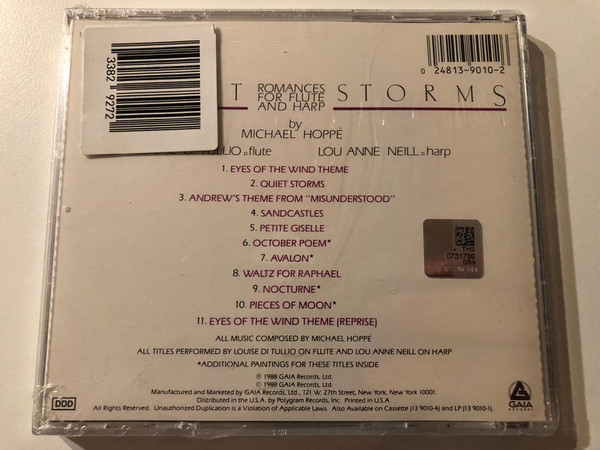 3382 9272
0 24813-9010-2
T ROMANCES FOR FLUTE AND HARP STORMS
by
MICHAEL HOPPÉ
TULLIO flute LOU ANNE NEILL harp
1. EYES OF THE WIND THEME
2. QUIET STORMS
3. ANDREW'S THEME FROM "MISUNDERSTOOD"
4. SANDCASTLES
5. PETITE GISELLE
6. OCTOBER POEM*
7. AVALON*
8. WALTZ FOR RAPHAEL
9. NOCTURNE*
10. PIECES OF MOON*
11. EYES OF THE WIND THEME (REPRISE)
THG
0731786
ALL MUSIC COMPOSED BY MICHAEL HOPPÉ
ALL TITLES PERFORMED BY LOUISE DI TULLIO ON FLUTE AND LOU ANNE NEILL ON HARP
*ADDITIONAL PAINTINGS FOR THESE TITLES INSIDE
℗ 1988 GAIA Records, Ltd.
© 1988 GAIA Records, Ltd.
Manufactured and Marketed by GAIA Records, Ltd., 121 W. 27th Street, New York, New York 10001.
Distributed in the U.S.A. by Polygram Records, Inc. Printed in U.S.A.
All Rights Reserved. Unauthorized Duplication is a Violation of Applicable Laws. Also Available on Cassette (13 9010-4) and LP (13 9010-1).
DDD
GAIA
RECORDS